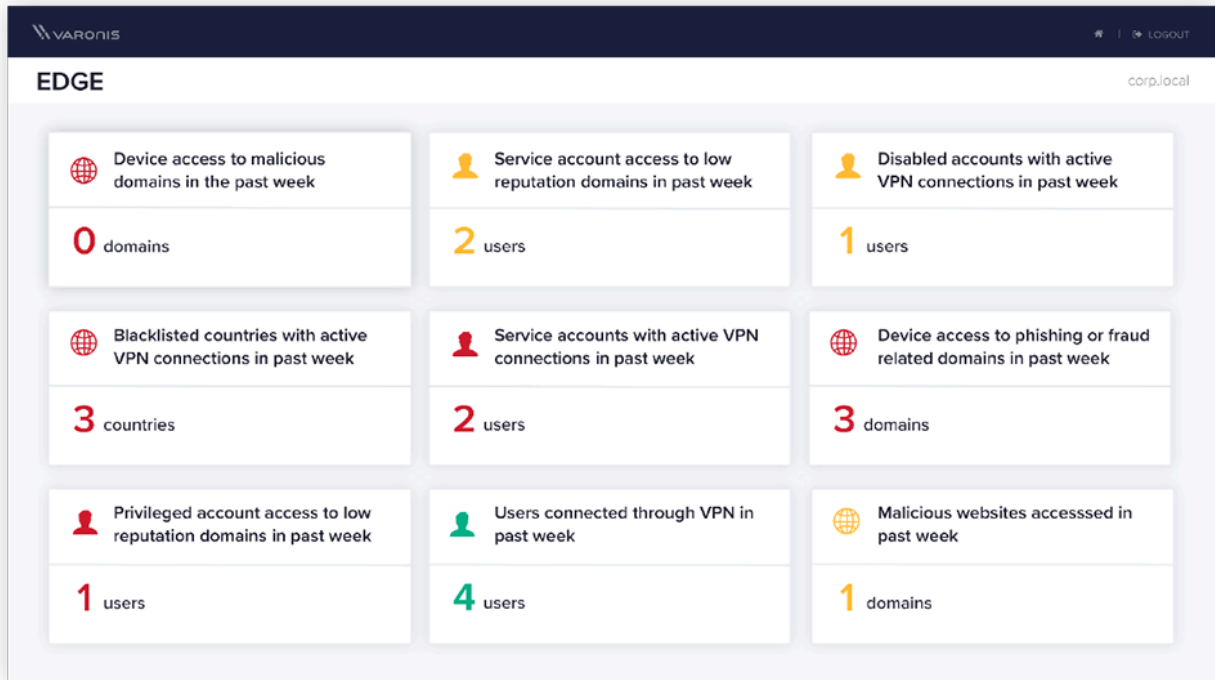 VARONIS
LOGOUT
EDGE
corp.local
Device access to malicious
domains in the past week
0 domains
Service account access to low
reputation domains in past week
2 users
Disabled accounts with active
VPN connections in past week
1 users
Blacklisted countries with active
VPN connections in past week
3 countries
Service accounts with active VPN
connections in past week
2 users
Device access to phishing or fraud
related domains in past week
3 domains
Privileged account access to low
reputation domains in past week
1 users
Users connected through VPN in
past week
4 users
Malicious websites accesssed in
past week
1 domains